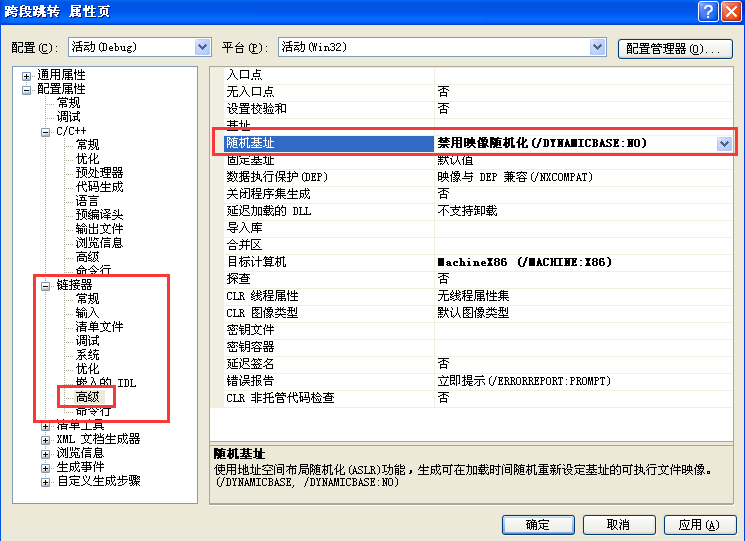 跨段跳转 属性页
配置(C): 活动(Debug) 平台(P): 活动(Win32) 配置管理器(O)...
通用属性
配置属性
常规
调试
C/C++
常规
优化
预处理器
代码生成
语言
预编译头
输出文件
浏览信息
高级
命令行
链接器
常规
输入
清单文件
调试
系统
优化
嵌入的 IDL
高级
命令行
清单工具
XML 文档生成器
浏览信息
生成事件
自定义生成步骤
入口点
无入口点 否
设置校验和 否
基址
随机基址 禁用映像随机化(/DYNAMICBASE:NO)
固定基址 默认值
数据执行保护(DEP) 映像与 DEP 兼容(/NXCOMPAT)
关闭程序集生成 否
延迟加载的 DLL 不支持卸载
导入库
合并区
目标计算机 MachineX86 (/MACHINE:X86)
探查 否
CLR 线程属性 无线程属性集
CLR 图像类型 默认图像类型
密钥文件
密钥容器
延迟签名 否
错误报告 立即提示(/ERRORREPORT:PROMPT)
CLR 非托管代码检查 否
随机基址
使用地址空间布局随机化(ASLR)功能，生成可在加载时间随机重新设定基址的可执行文件映像。
(/DYNAMICBASE, /DYNAMICBASE:NO)
确定 取消 应用(A)